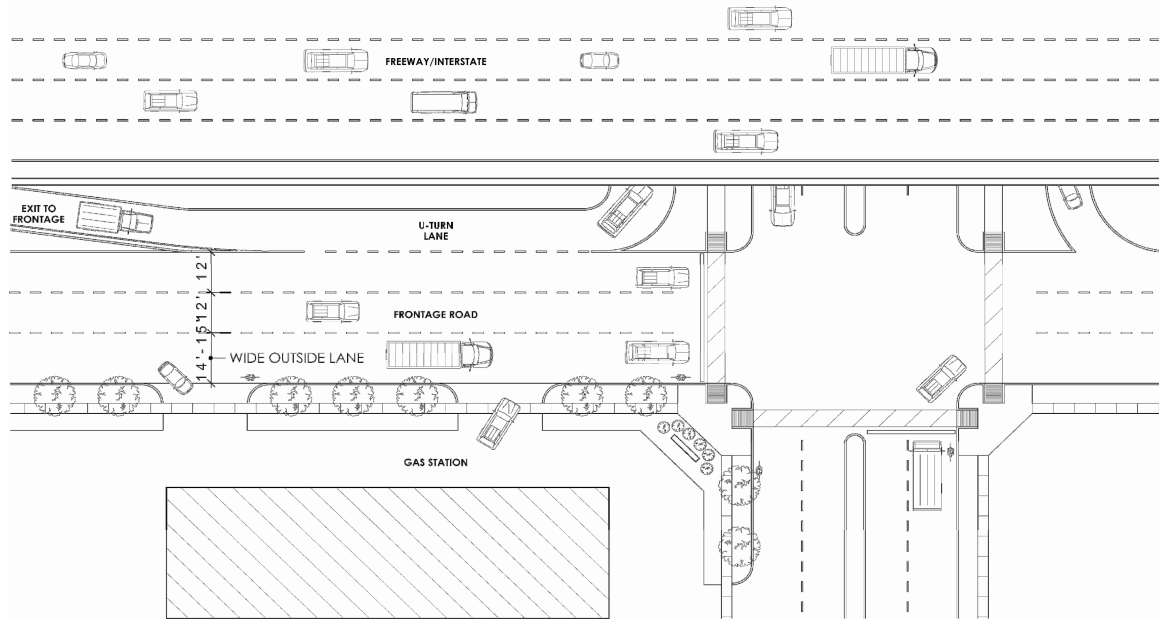 FREEWAY/INTERSTATE
EXIT TO
FRONTAGE
U-TURN
LANE
12'
12'
FRONTAGE ROAD
14'-15'
WIDE OUTSIDE LANE
GAS STATION